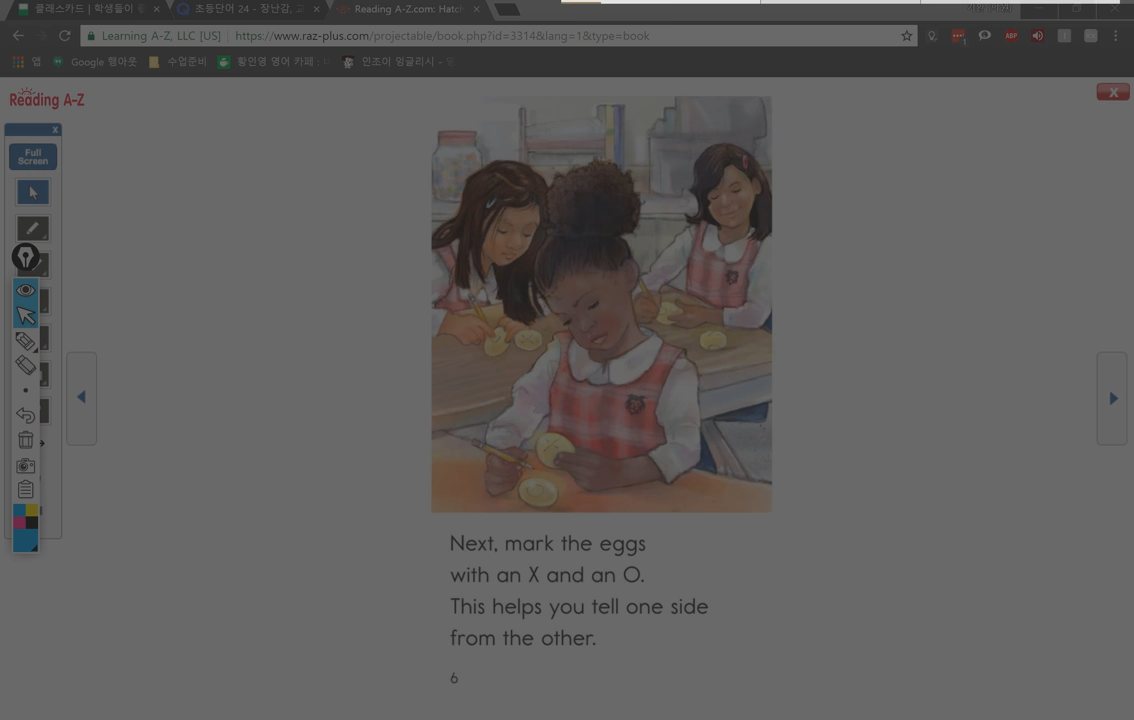 클래스카드 | 학생들이
초등단어 24 - 장난감,
Reading A-Z.com: Hatc
Learning A-Z, LLC [US]
https://www.raz-plus.com/projectable/book.php?id=3314&lang=1&type=book
ABP
앱
Google 행아웃
수업준비
황인영 영어 카페 :
인조이 잉글리시 -
Reading A-Z
X
x
Full
Screen
Next, mark the eggs
with an X and an O.
This helps you tell one side
from the other.
6